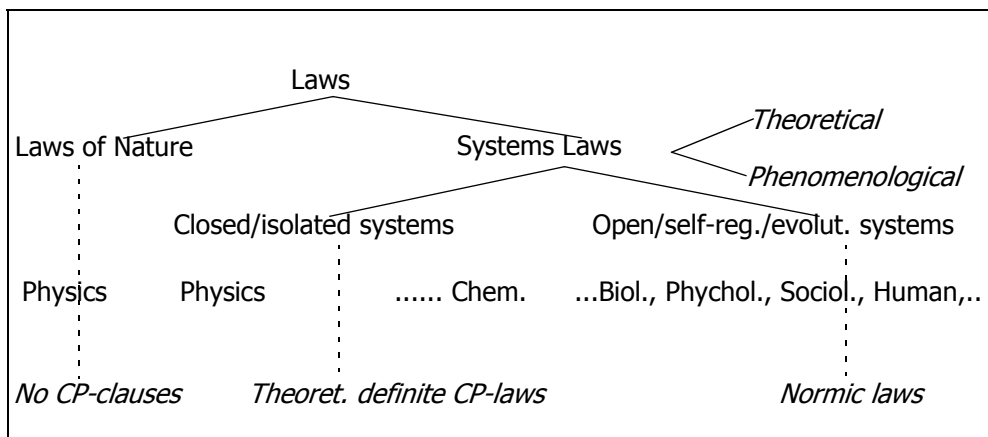 Laws
Theoretical
Laws of Nature Systems Laws
Phenomenological
Closed/isolated systems Open/self-reg./evolut. systems
Physics Physics ...... Chem. ...Biol., Phychol., Sociol., Human,..
No CP-clauses Theoret. definite CP-laws Normic laws